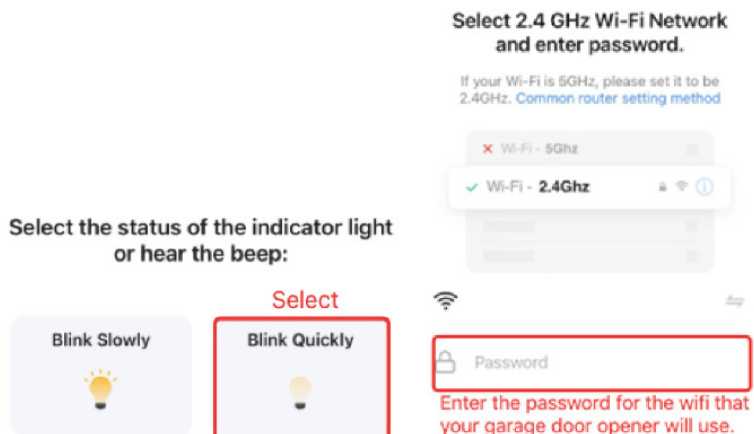 Select the status of the indicator light
or hear the beep:
Select
Blink Slowly
Blink Quickly
Select 2.4 GHz Wi-Fi Network
and enter password.
If your Wi-Fi is 5GHz, please set it to be
2.4GHz. Common router setting method
Wi-Fi - 5Ghz
Wi-Fi - 2.4Ghz
Password
Enter the password for the wifi that
your garage door opener will use.